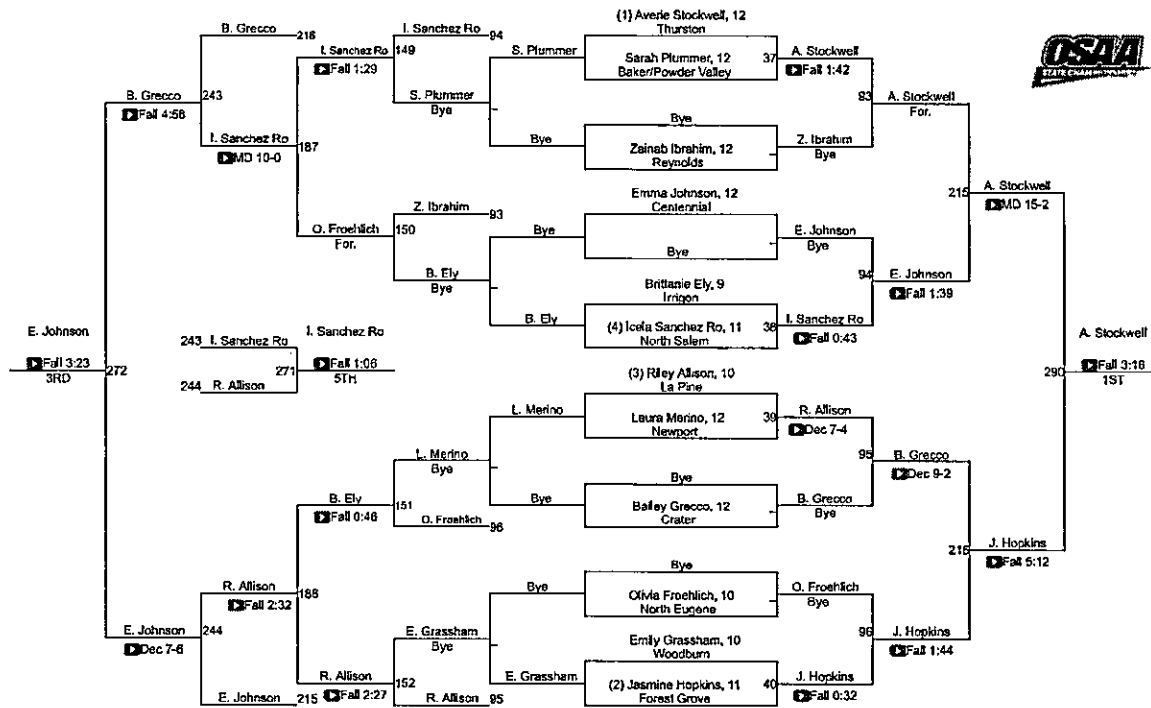 B. Grecco
216
I. Sanchez Ro
94
(1) Averie Stockwell, 12
Thurston
OSAA
STATE CHAMPIONSHIPS
I. Sanchez Ro
149
Fall 1:29
S. Plummer
Sarah Plummer, 12
Baker/Powder Valley
37
A. Stockwell
Fall 1:42
B. Grecco
243
Fall 4:58
S. Plummer
Bye
93
A. Stockwell
For.
Bye
I. Sanchez Ro
187
MD 10-0
Bye
Zainab Ibrahim, 12
Reynolds
Z. Ibrahim
Bye
Emma Johnson, 12
Centennial
215
A. Stockwell
MD 15-2
Z. Ibrahim
93
O. Froehlich
150
For.
Bye
E. Johnson
Bye
Bye
B. Ely
Bye
94
E. Johnson
Fall 1:39
Brittanie Ely, 9
Irrigon
B. Ely
(4) Icela Sanchez Ro, 11
North Salem
38
I. Sanchez Ro
Fall 0:43
E. Johnson
I. Sanchez Ro
A. Stockwell
243
I. Sanchez Ro
Fall 3:23
3RD
272
271
Fall 1:06
5TH
290
Fall 3:16
1ST
244
R. Allison
(3) Riley Allison, 10
La Pine
L. Merino
Laura Merino, 12
Newport
39
R. Allison
Dec 7-4
L. Merino
Bye
95
B. Grecco
Dec 9-2
Bye
B. Ely
151
Fall 0:46
Bye
Bailey Grecco, 12
Crater
B. Grecco
Bye
O. Froehlich
96
216
J. Hopkins
Fall 5:12
Bye
R. Allison
188
Fall 2:32
Bye
Olivia Froehlich, 10
North Eugene
O. Froehlich
Bye
E. Johnson
244
Dec 7-6
E. Grassham
Bye
Emily Grassham, 10
Woodburn
96
J. Hopkins
Fall 1:44
R. Allison
152
Fall 2:27
E. Grassham
(2) Jasmine Hopkins, 11
Forest Grove
40
J. Hopkins
Fall 0:32
E. Johnson
215
R. Allison
95